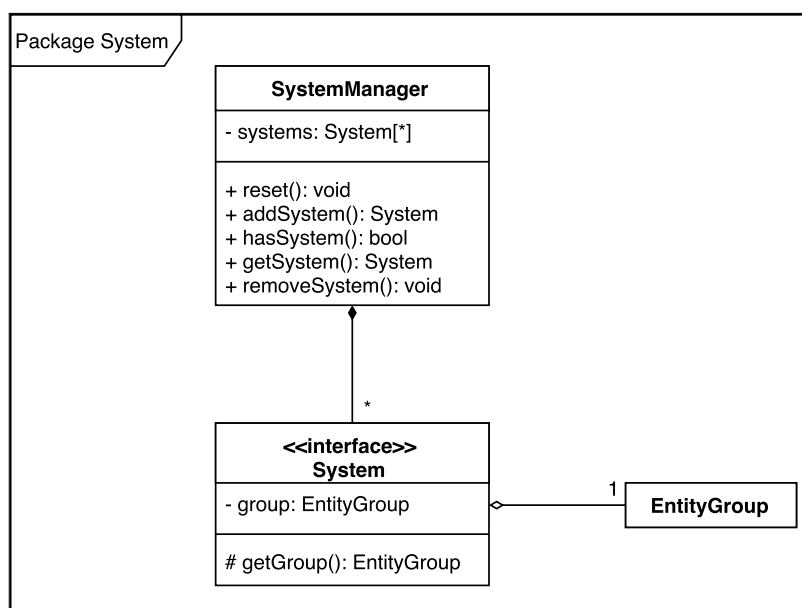 Package System
SystemManager
- systems: System[*]
+ reset(): void
+ addSystem(): System
+ hasSystem(): bool
+ getSystem(): System
+ removeSystem(): void
*
<<interface>>
System
- group: EntityGroup
# getGroup(): EntityGroup
1
EntityGroup